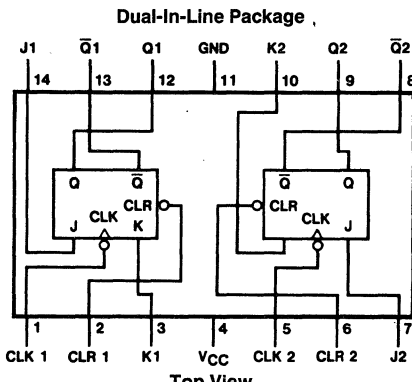 Dual-In-Line Package
J1 Q̅1 Q1 GND K2 Q2 Q̅2
14 13 12 11 10 9 8
Q Q̅ Q̅ Q
CLR CLR
CLK CLK
J K J
1 2 3 4 5 6 7
CLK 1 CLR 1 K1 VCC CLK 2 CLR 2 J2
Top View